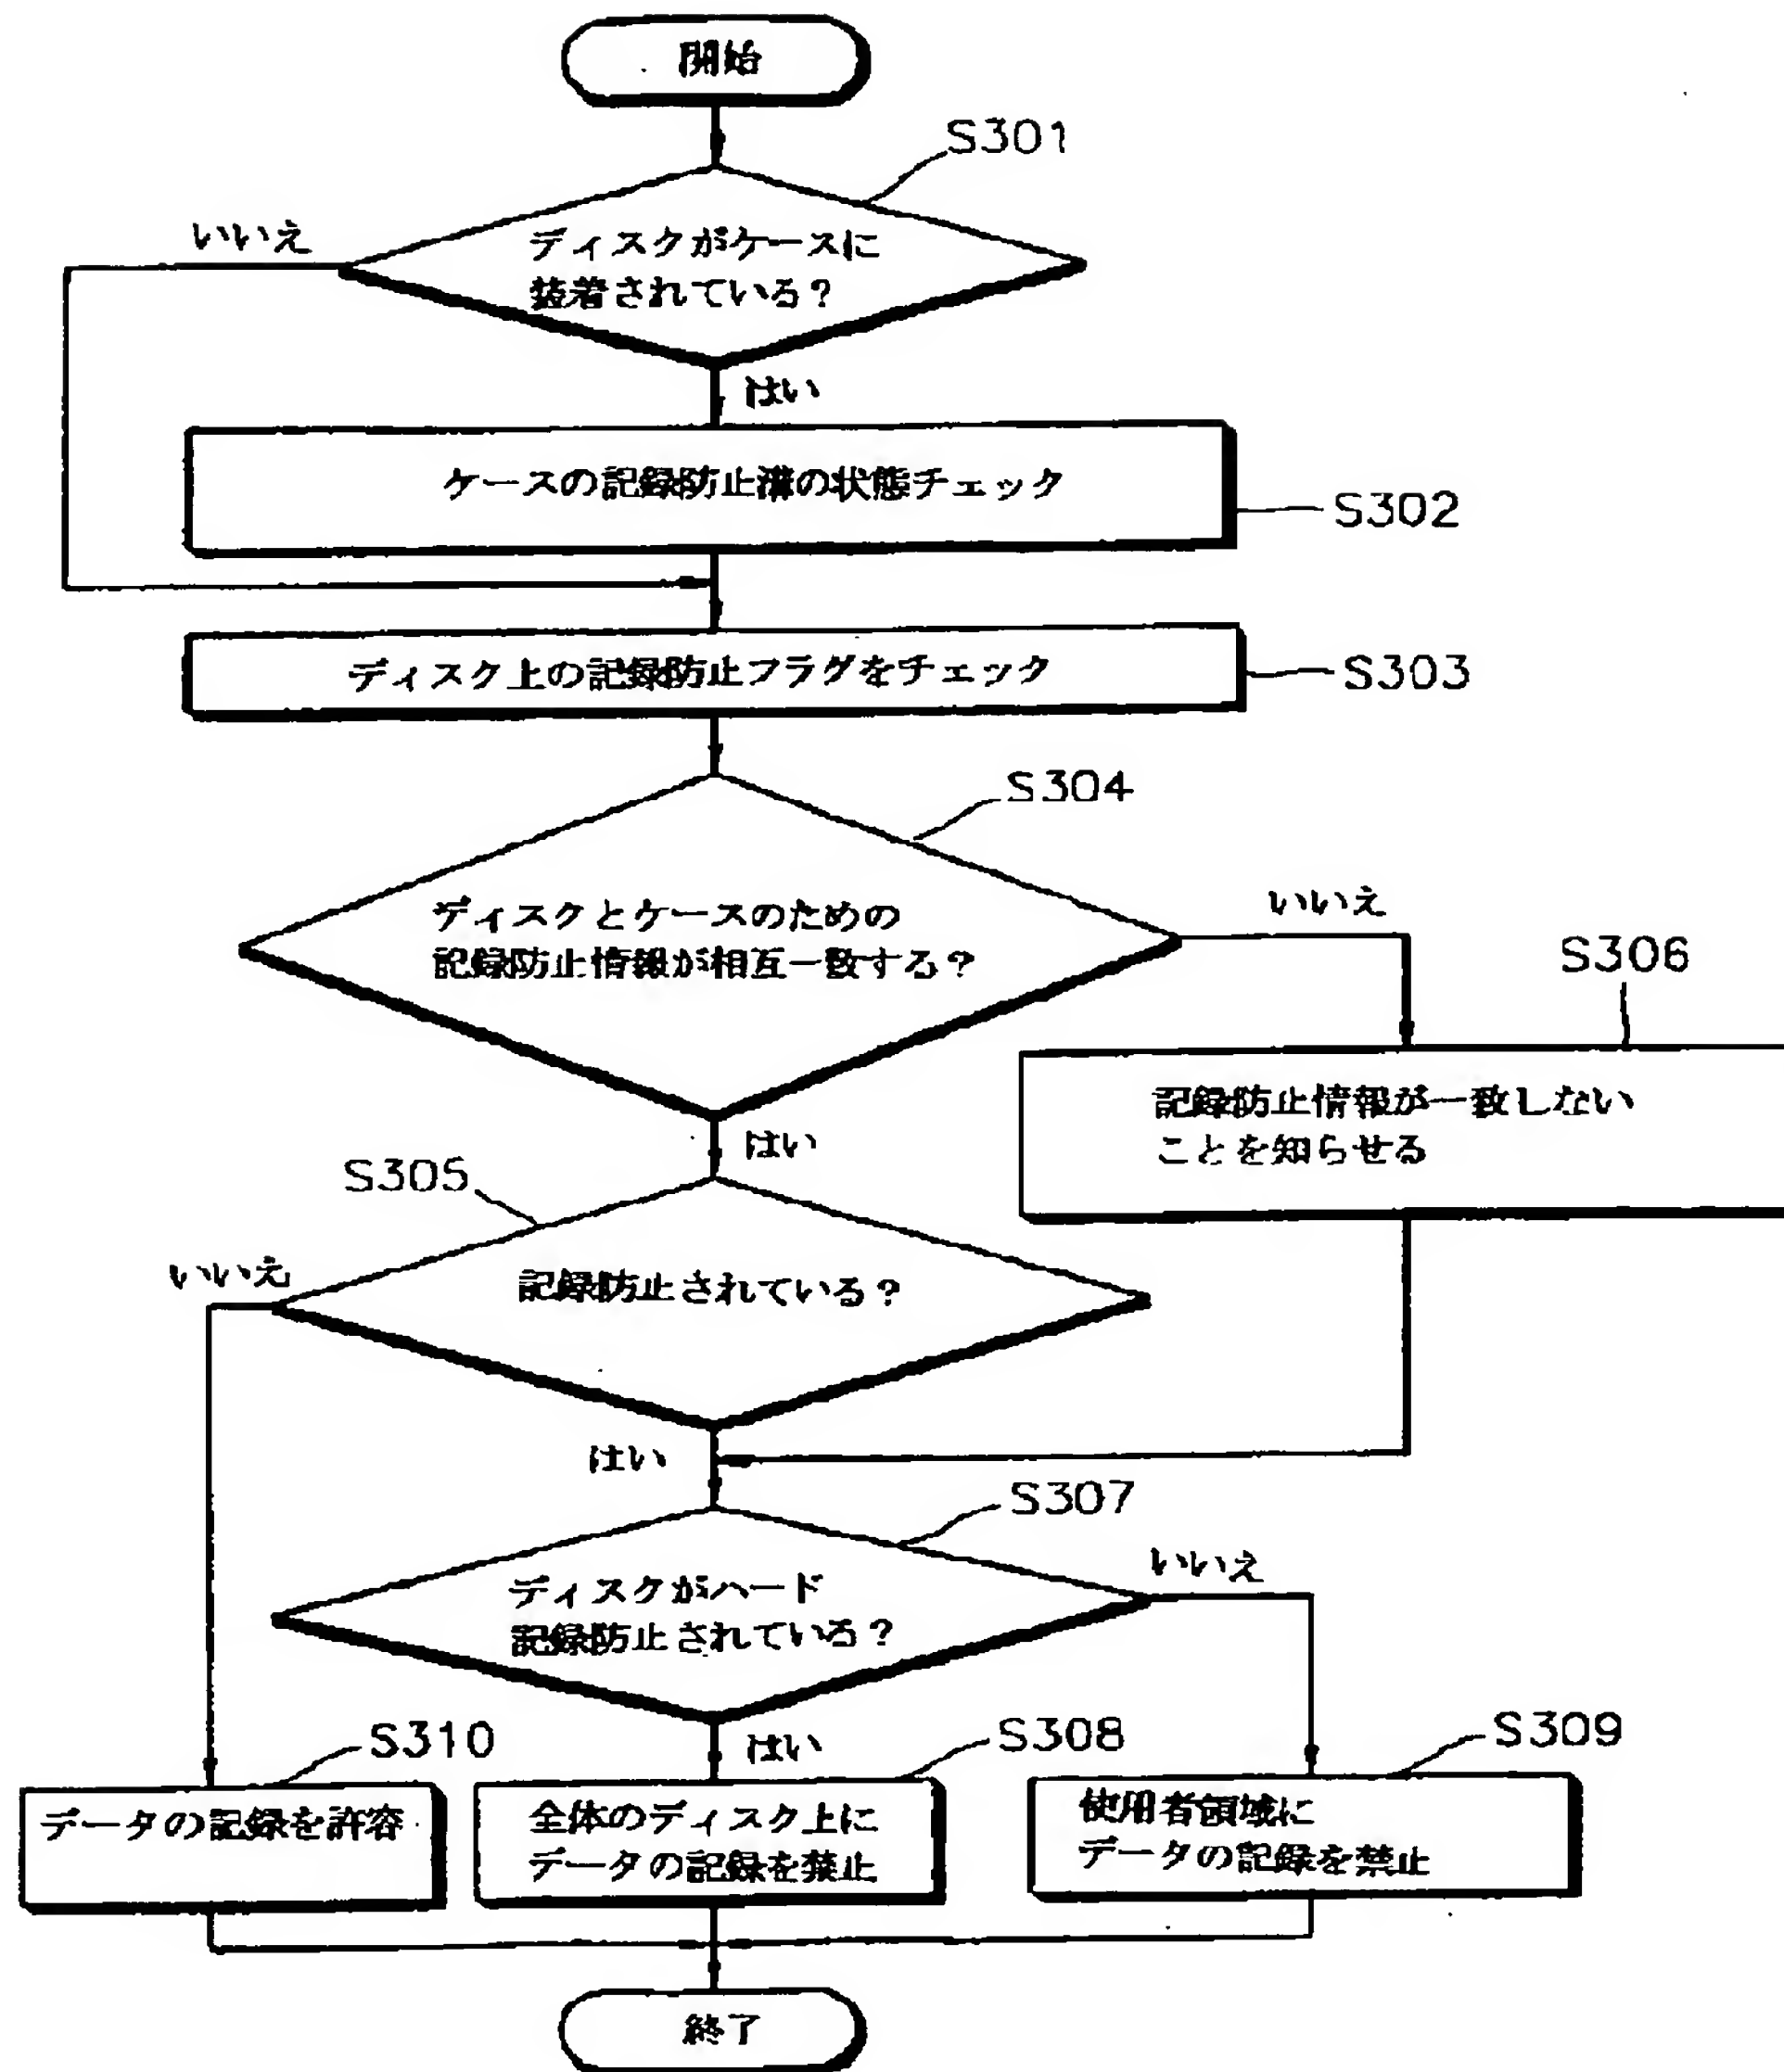 開始
S301
いいえ
ディスクがケースに
装着されている?
はい
ケースの記録防止溝の状態チェック
S302
ディスク上の記録防止フラグをチェック
S303
S304
ディスクとケースのための
記録防止情報が相互一致する?
いいえ
S306
記録防止情報が一致しない
ことを知らせる
はい
S305
いいえ
記録防止されている?
はい
S307
ディスクがハード
記録防止されている?
いいえ
はい
S310
データの記録を許容
S308
全体のディスク上に
データの記録を禁止
S309
使用者領域に
データの記録を禁止
終了